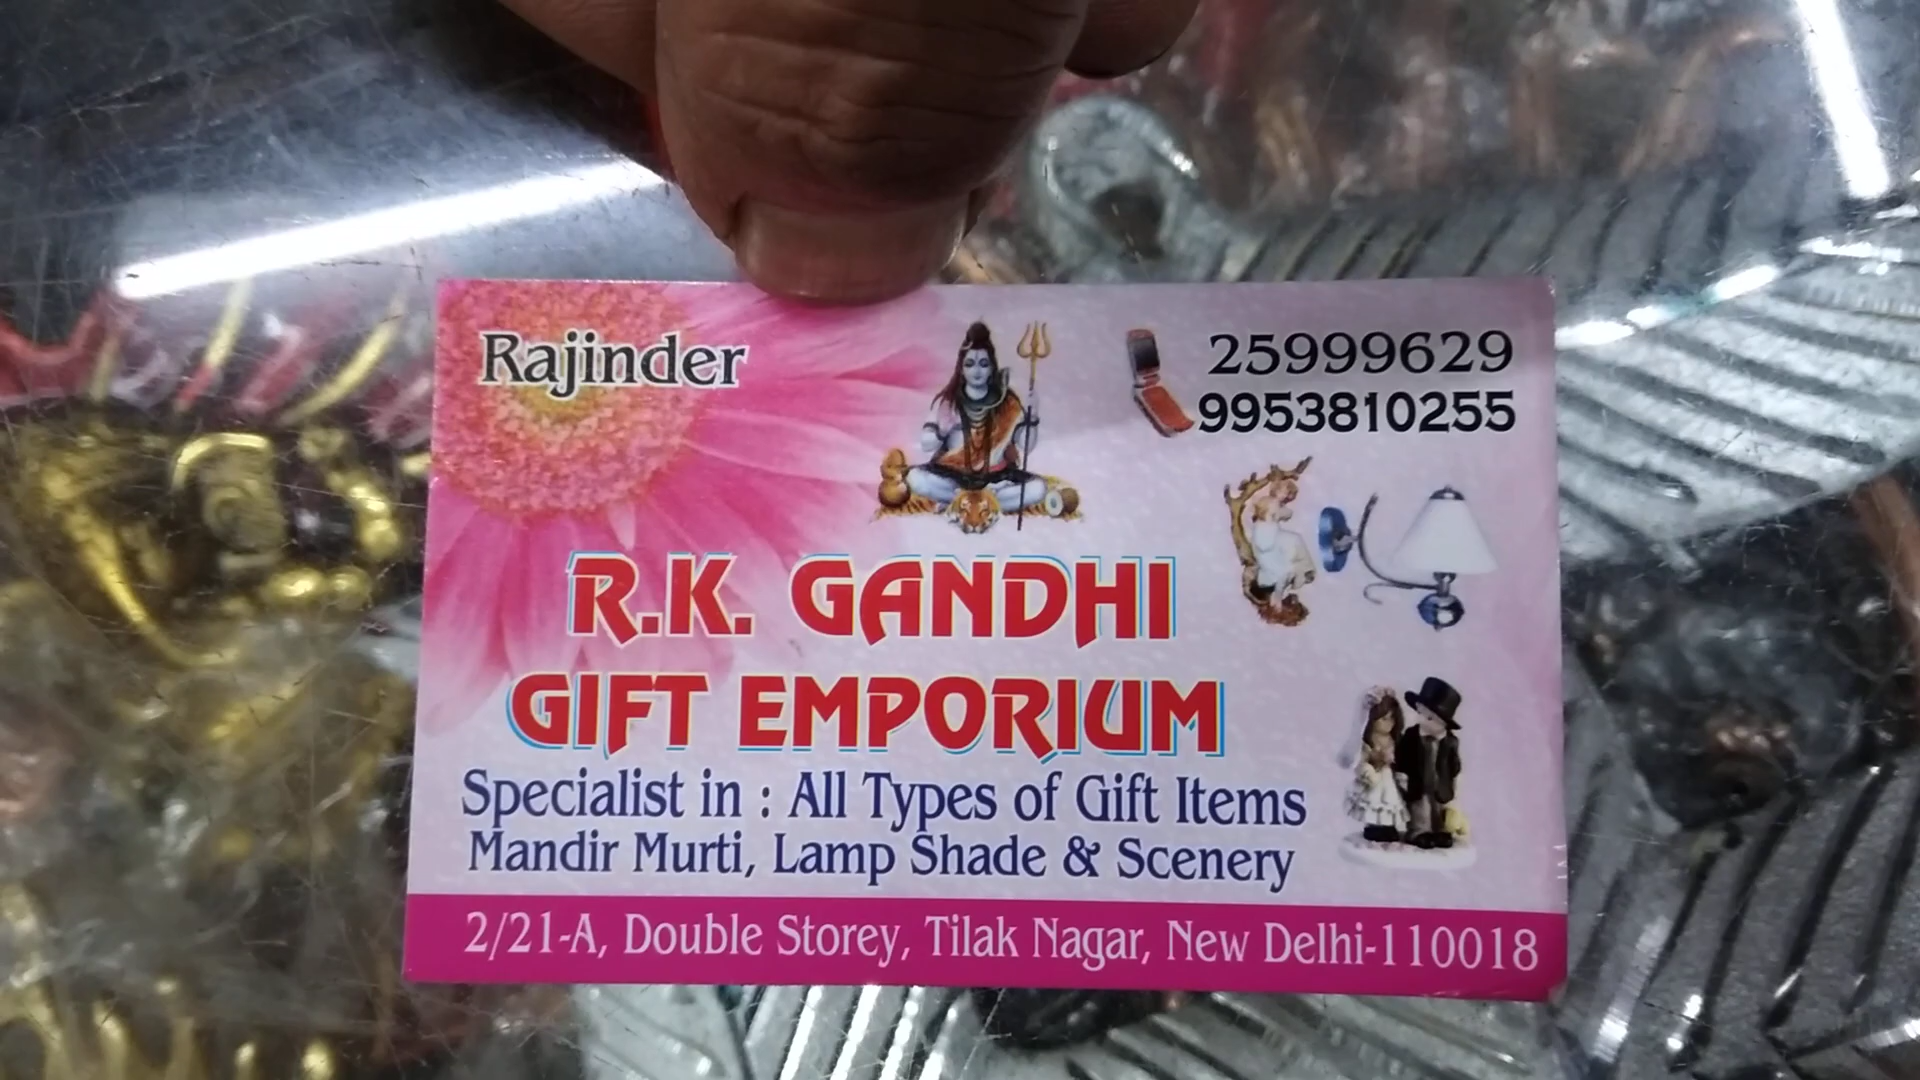 Rajinder
25999629
9953810255
R.K. GANDHI
GIFT EMPORIUM
Specialist in : All Types of Gift Items
Mandir Murti, Lamp Shade & Scenery
2/21-A, Double Storey, Tilak Nagar, New Delhi-110018